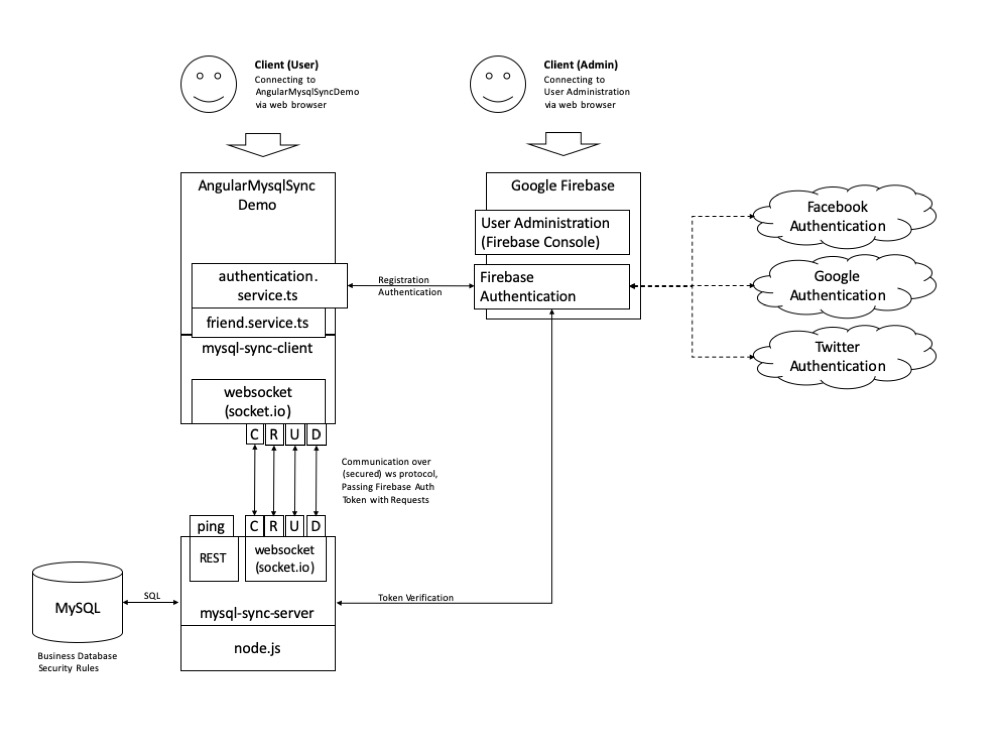 Client (User)
Connecting to
AngularMysqlSyncDemo
via web browser
Client (Admin)
Connecting to
User Administration
via web browser
AngularMysqlSync
Demo
authentication.
service.ts
friend.service.ts
mysql-sync-client
websocket
(socket.io)
C R U D
Google Firebase
User Administration
(Firebase Console)
Firebase
Authentication
Registration
Authentication
Facebook
Authentication
Google
Authentication
Twitter
Authentication
Communication over
(secured) ws protocol,
Passing Firebase Auth
Token with Requests
ping
C R U D
REST
websocket
(socket.io)
mysql-sync-server
node.js
SQL
MySQL
Business Database
Security Rules
Token Verification